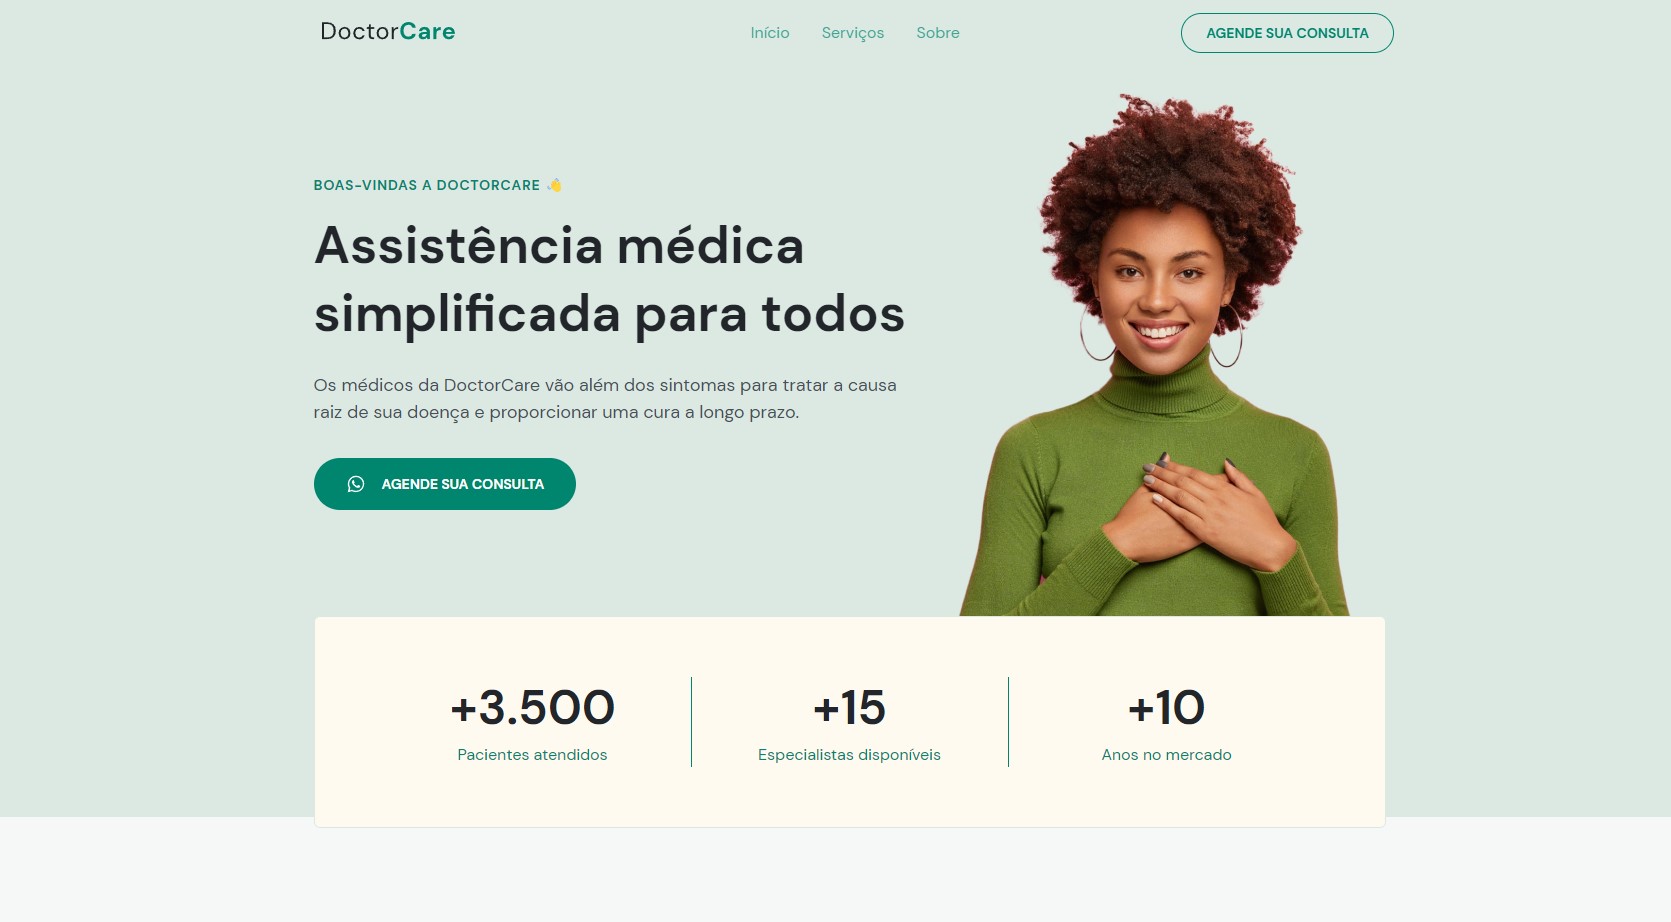 DoctorCare
Início
Serviços
Sobre
AGENDE SUA CONSULTA
BOAS-VINDAS A DOCTORCARE 👋
Assistência médica
simplificada para todos
Os médicos da DoctorCare vão além dos sintomas para tratar a causa
raiz de sua doença e proporcionar uma cura a longo prazo.
AGENDE SUA CONSULTA
+3.500
Pacientes atendidos
+15
Especialistas disponíveis
+10
Anos no mercado